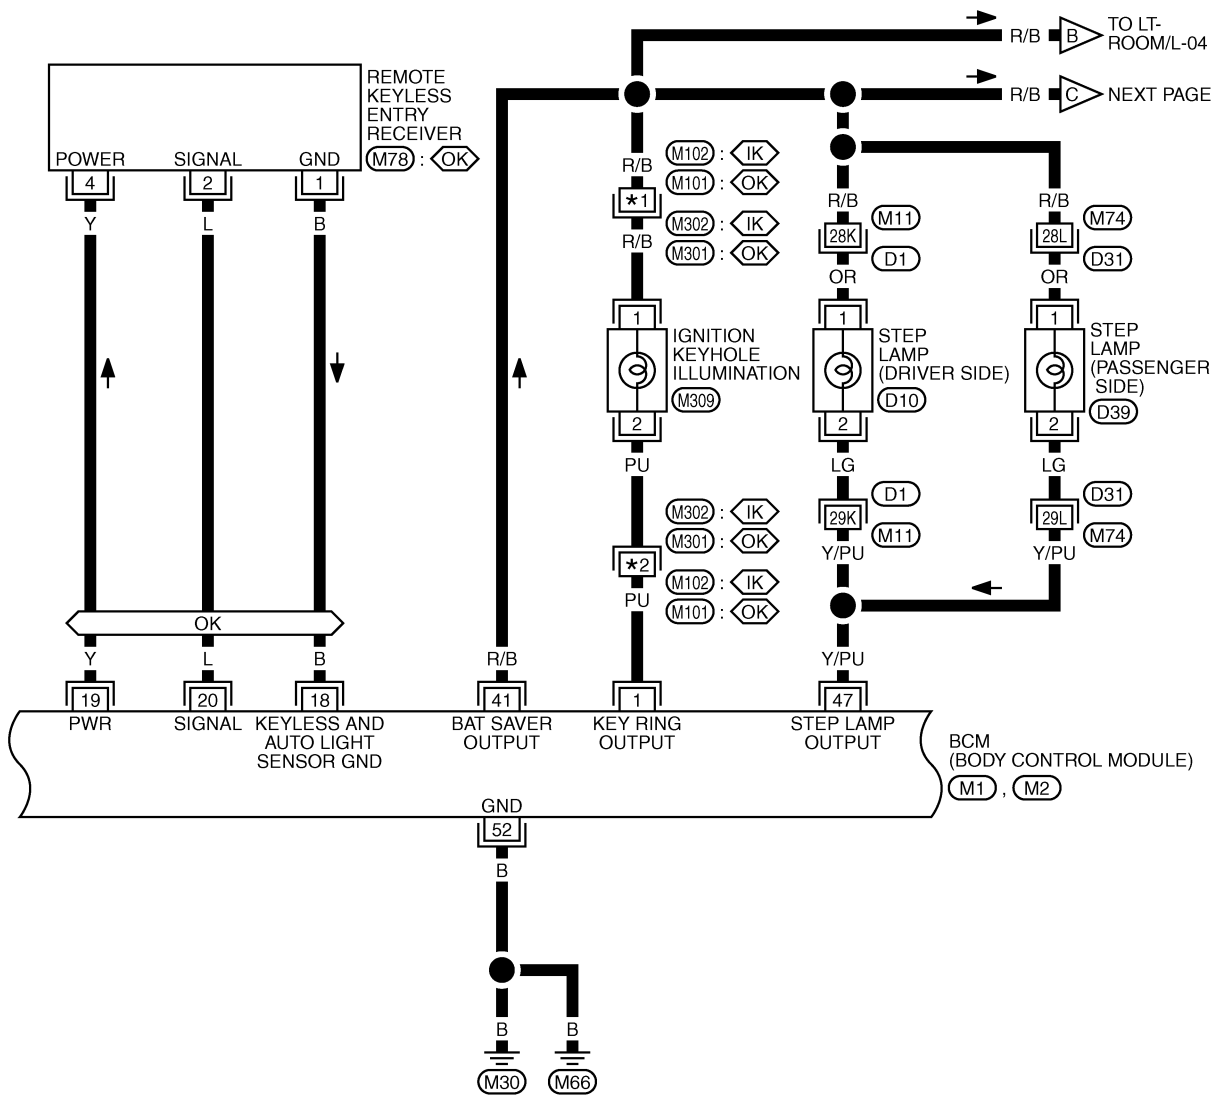 R/B
B
TO LT-
ROOM/L-04
R/B
C
NEXT PAGE
REMOTE
KEYLESS
ENTRY
RECEIVER
M78 : OK
POWER
SIGNAL
GND
4
2
1
Y
L
B
R/B
*1
R/B
M102 : IK
M101 : OK
M302 : IK
M301 : OK
R/B
28K
M11
D1
OR
R/B
28L
M74
D31
OR
1
IGNITION
KEYHOLE
ILLUMINATION
M309
2
PU
1
STEP
LAMP
(DRIVER SIDE)
D10
2
LG
1
STEP
LAMP
(PASSENGER
SIDE)
D39
2
LG
M302 : IK
M301 : OK
*2
M102 : IK
M101 : OK
PU
D1
29K
M11
Y/PU
D31
29L
M74
Y/PU
OK
Y
L
B
R/B
Y/PU
19
20
18
41
1
47
PWR
SIGNAL
KEYLESS AND
AUTO LIGHT
SENSOR GND
BAT SAVER
OUTPUT
KEY RING
OUTPUT
STEP LAMP
OUTPUT
BCM
(BODY CONTROL MODULE)
M1 , M2
GND
52
B
B
B
M30
M66